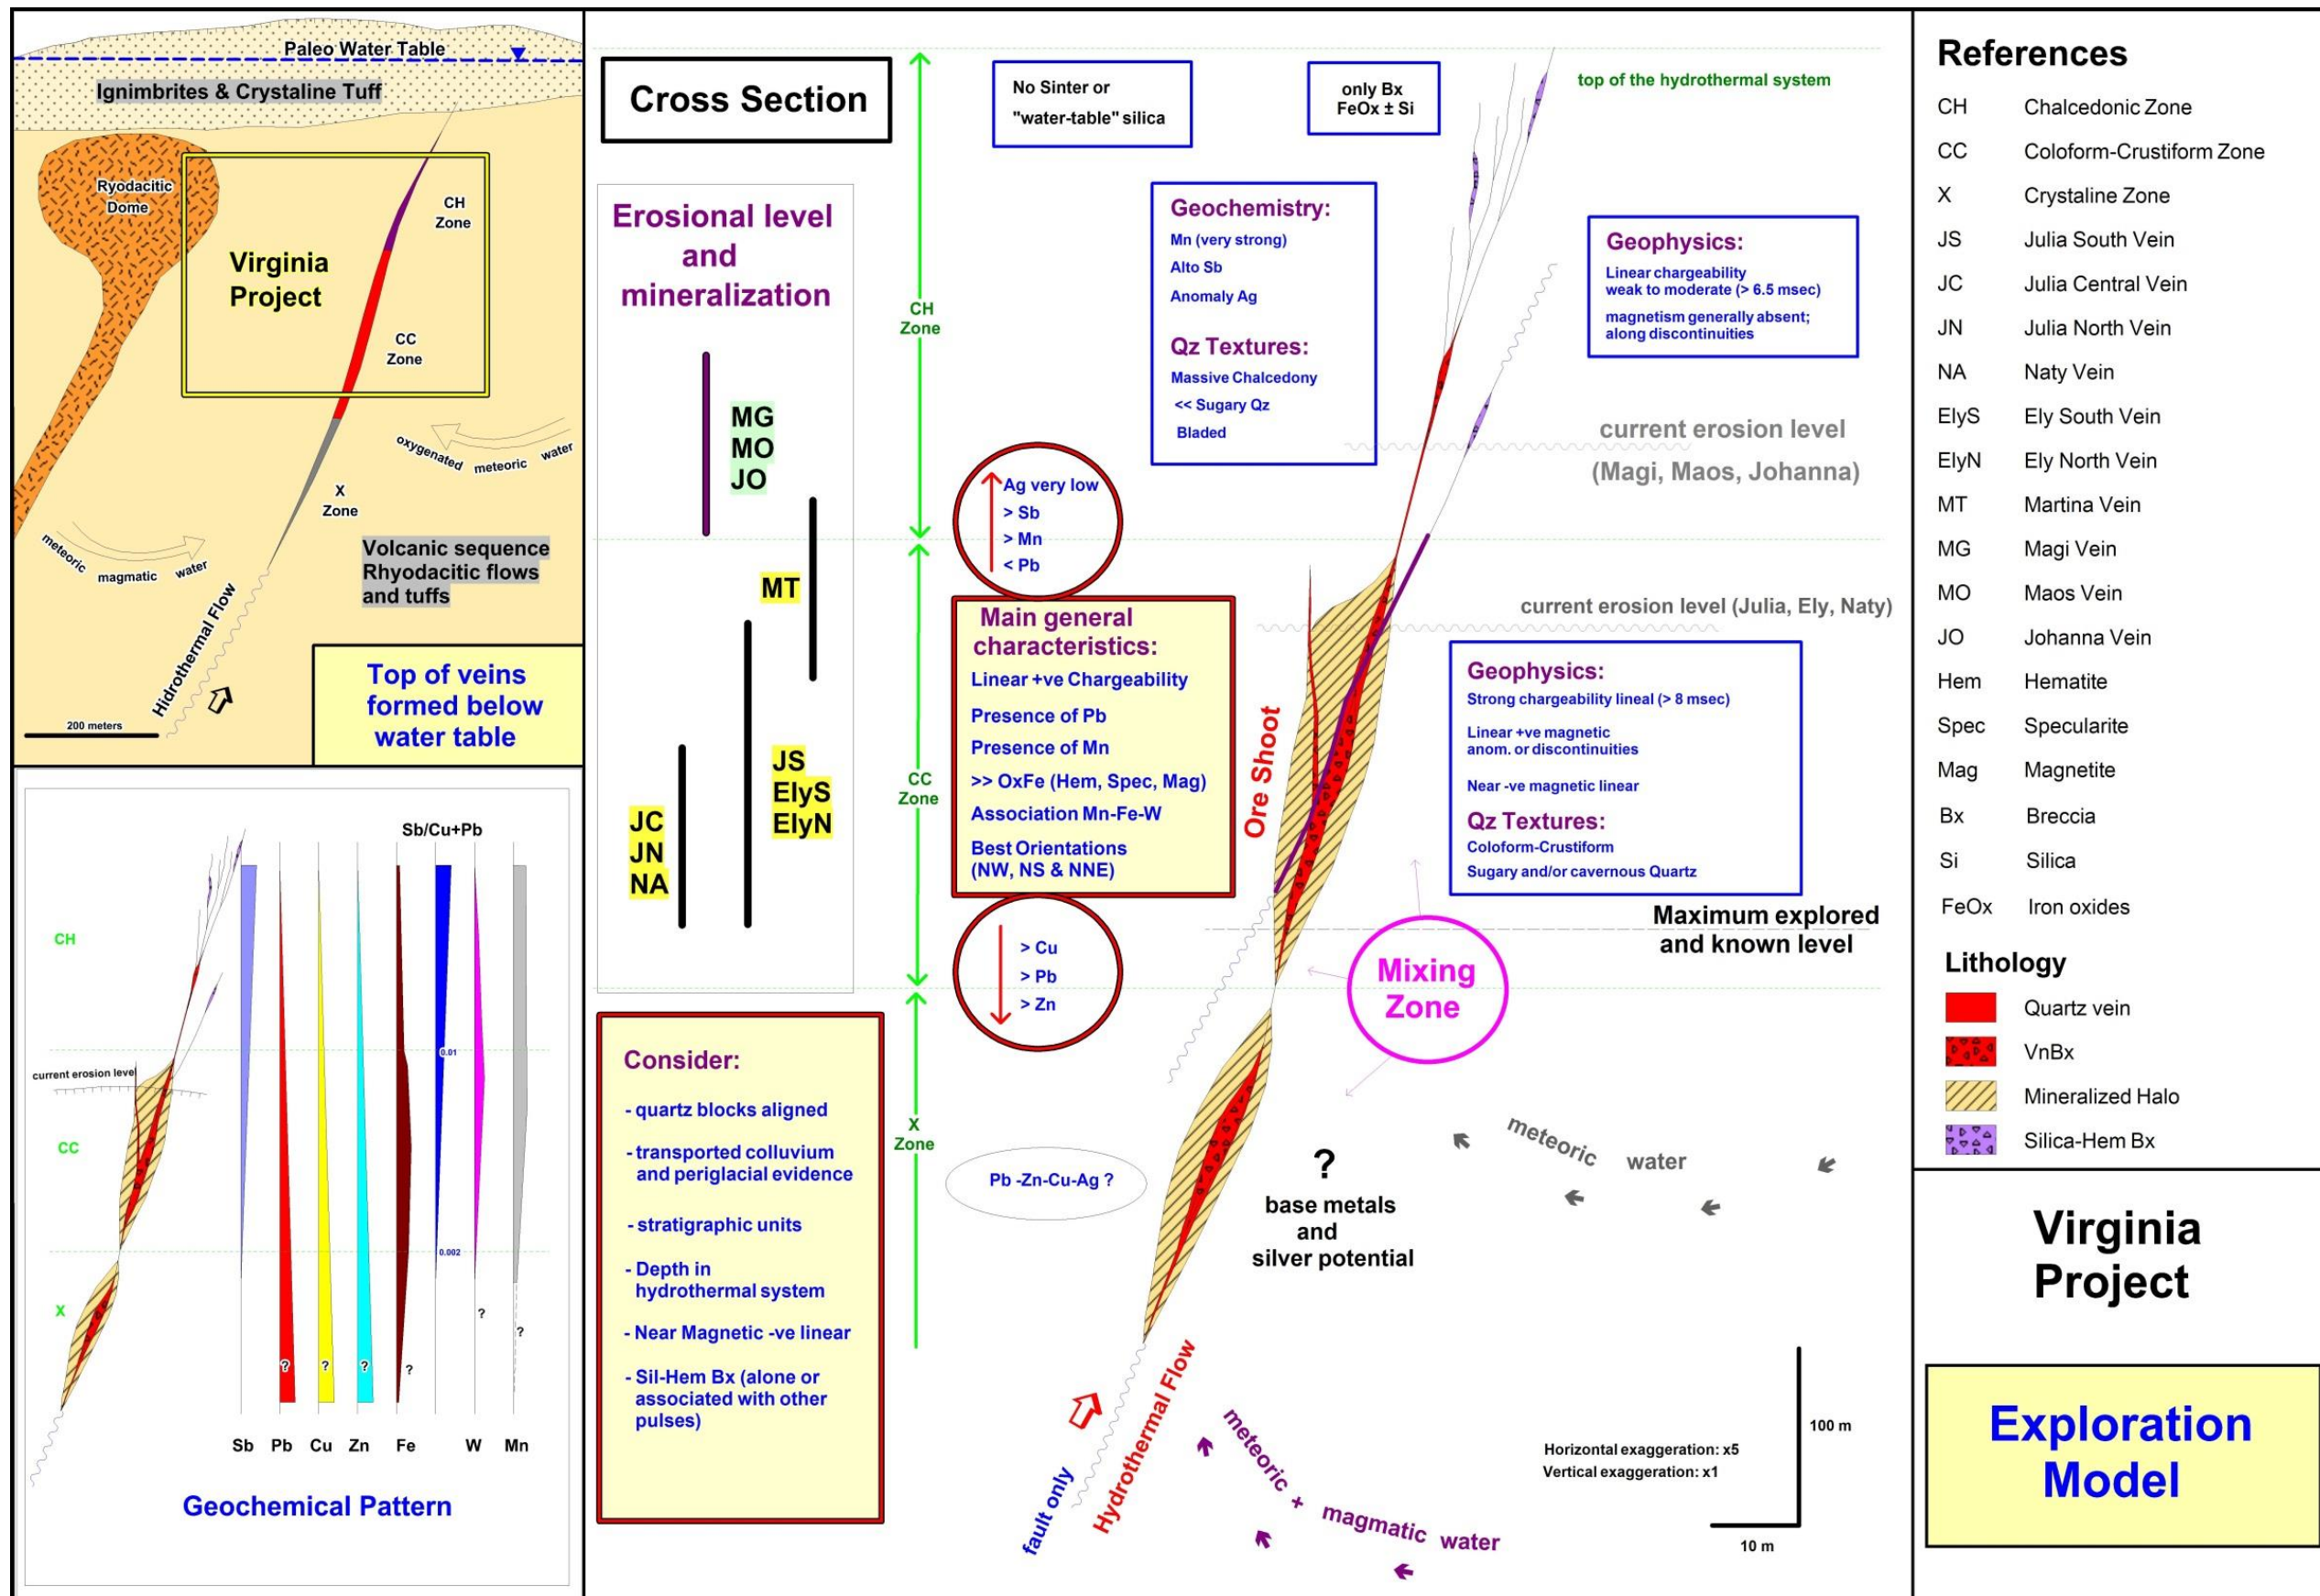 Paleo Water Table
Ignimbrites & Crystaline Tuff
Ryodacitic
Dome
CH
Zone
Virginia
Project
CC
Zone
oxygenated meteoric water
X
Zone
meteoric magmatic water
Volcanic sequence
Rhyodacitic flows
and tuffs
Hidrothermal Flow
200 meters
Top of veins
formed below
water table
Sb/Cu+Pb
CH
0.01
current erosion level
CC
0.002
X
?
?
? ? ? ?
Sb Pb Cu Zn Fe W Mn
Geochemical Pattern
Cross Section
Erosional level
and
mineralization
MG
MO
JO
MT
JS
ElyS
ElyN
JC
JN
NA
Consider:
- quartz blocks aligned
- transported colluvium
and periglacial evidence
- stratigraphic units
- Depth in
hydrothermal system
- Near Magnetic -ve linear
- Sil-Hem Bx (alone or
associated with other
pulses)
CH
Zone
CC
Zone
X
Zone
No Sinter or
"water-table" silica
only Bx
FeOx ± Si
top of the hydrothermal system
Geochemistry:
Mn (very strong)
Alto Sb
Anomaly Ag
Qz Textures:
Massive Chalcedony
<< Sugary Qz
Bladed
Geophysics:
Linear chargeability
weak to moderate (> 6.5 msec)
magnetism generally absent;
along discontinuities
current erosion level
(Magi, Maos, Johanna)
Ag very low
> Sb
> Mn
< Pb
Main general
characteristics:
Linear +ve Chargeability
Presence of Pb
Presence of Mn
>> OxFe (Hem, Spec, Mag)
Association Mn-Fe-W
Best Orientations
(NW, NS & NNE)
> Cu
> Pb
> Zn
Ore Shoot
current erosion level (Julia, Ely, Naty)
Geophysics:
Strong chargeability lineal (> 8 msec)
Linear +ve magnetic
anom. or discontinuities
Near -ve magnetic linear
Qz Textures:
Coloform-Crustiform
Sugary and/or cavernous Quartz
Maximum explored
and known level
Mixing
Zone
Pb -Zn-Cu-Ag ?
?
base metals
and
silver potential
meteoric water
fault only
Hydrothermal Flow
meteoric + magmatic water
Horizontal exaggeration: x5
Vertical exaggeration: x1
100 m
10 m
References
CH Chalcedonic Zone
CC Coloform-Crustiform Zone
X Crystaline Zone
JS Julia South Vein
JC Julia Central Vein
JN Julia North Vein
NA Naty Vein
ElyS Ely South Vein
ElyN Ely North Vein
MT Martina Vein
MG Magi Vein
MO Maos Vein
JO Johanna Vein
Hem Hematite
Spec Specularite
Mag Magnetite
Bx Breccia
Si Silica
FeOx Iron oxides
Lithology
Quartz vein
VnBx
Mineralized Halo
Silica-Hem Bx
Virginia
Project
Exploration
Model